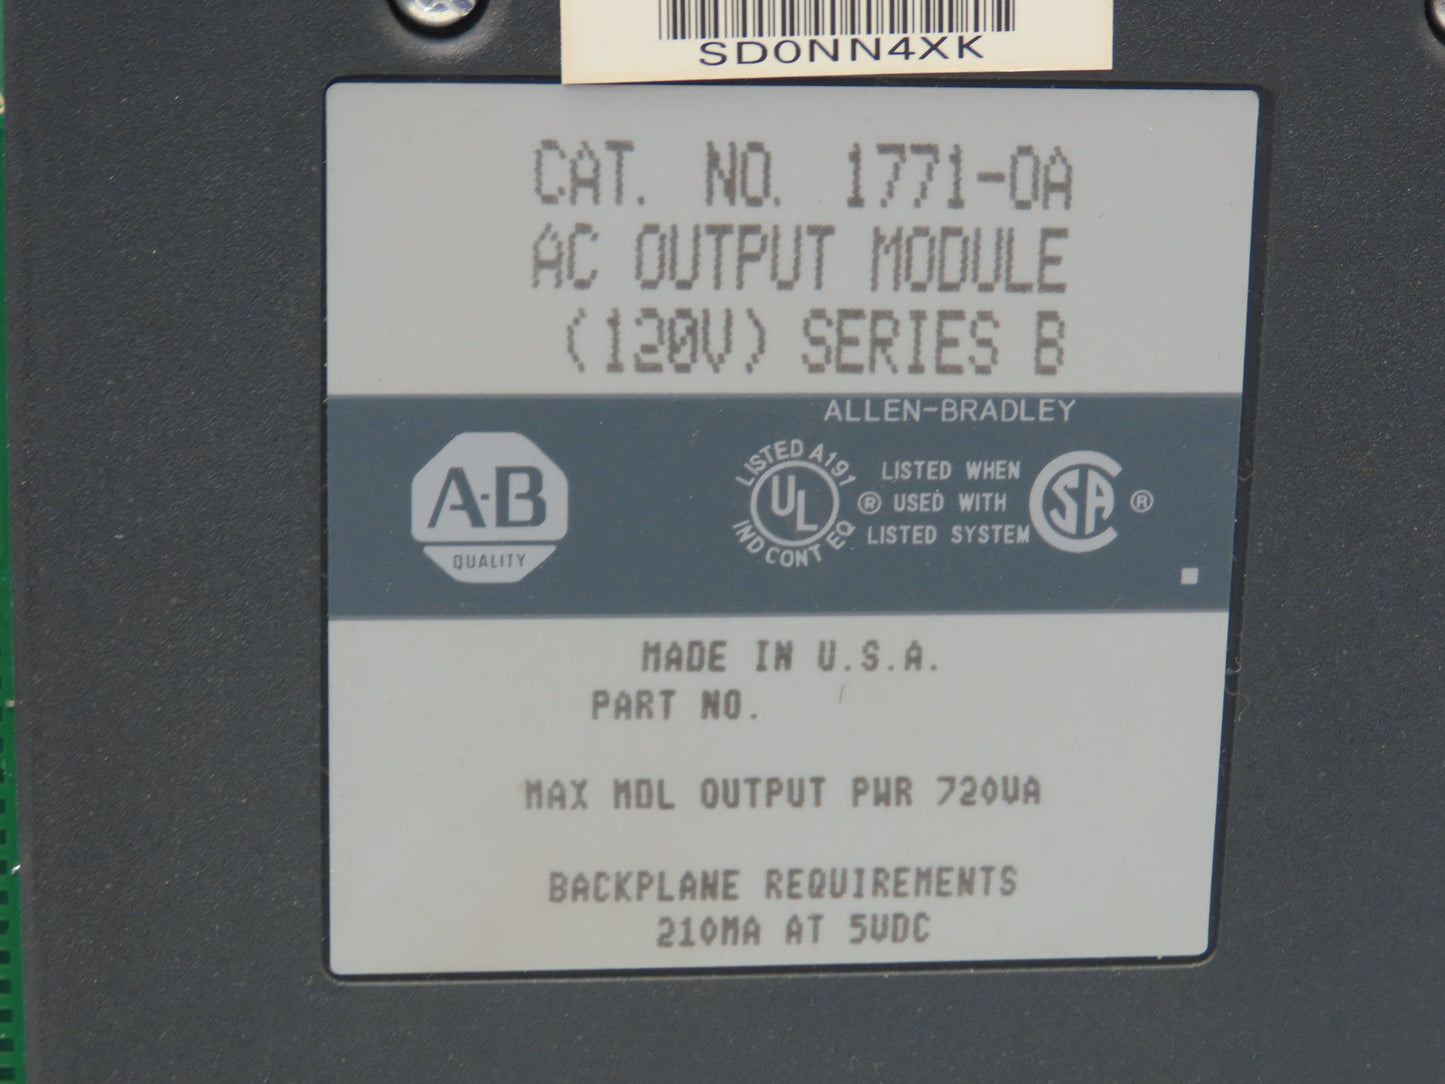 SD0NN4XK
CAT. NO. 1771-OA
AC OUTPUT MODULE
(120V) SERIES B
ALLEN-BRADLEY
A-B
QUALITY
LISTED A191
UL
IND CONT EQ
®
LISTED WHEN
USED WITH
LISTED SYSTEM
SA
®
MADE IN U.S.A.
PART NO.
MAX MDL OUTPUT PWR 720VA
BACKPLANE REQUIREMENTS
210MA AT 5VDC